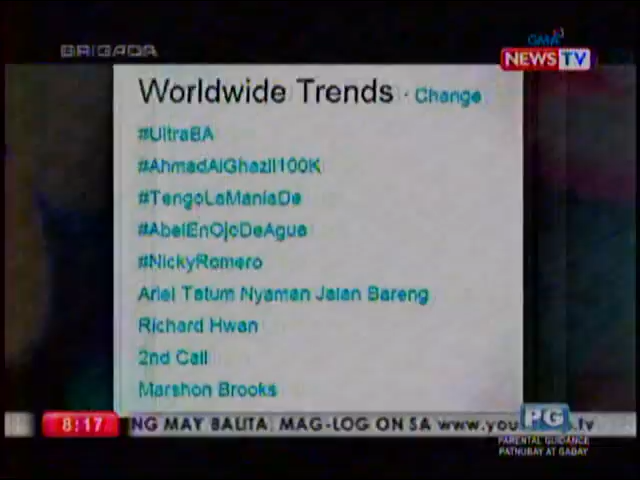 BRIGADA
GMA
NEWS TV
Worldwide Trends · Change
#UltraBA
#AhmadAlGhazili100K
#TengoLaManiaDe
#AbelEnOjoDeAgua
#NickyRomero
Ariel Tatum Nyaman Jalan Bareng
Richard Hwan
2nd Call
Marshon Brooks
8:17
NG MAY BALITA, MAG-LOG ON SA www.you .tv
PG
PARENTAL GUIDANCE
PATNUBAY AT GABAY